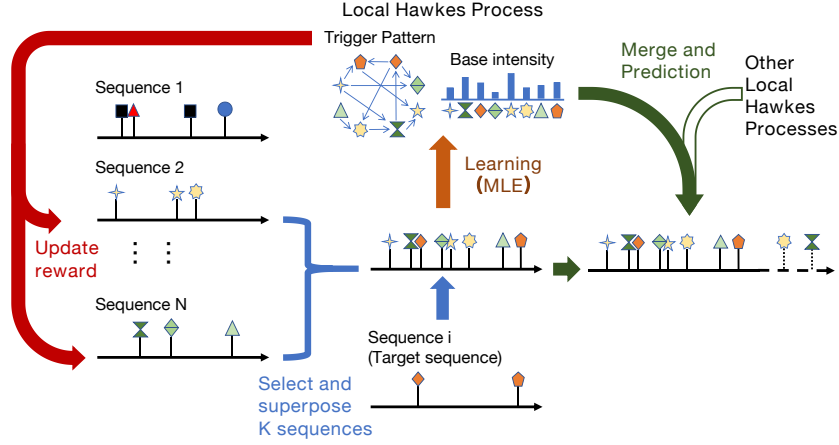 Local Hawkes Process
Trigger Pattern
Base intensity
Merge and
Prediction
Other
Local
Hawkes
Processes
Sequence 1
Learning
(MLE)
Sequence 2
Update
reward
Sequence N
Sequence i
(Target sequence)
Select and
superpose
K sequences